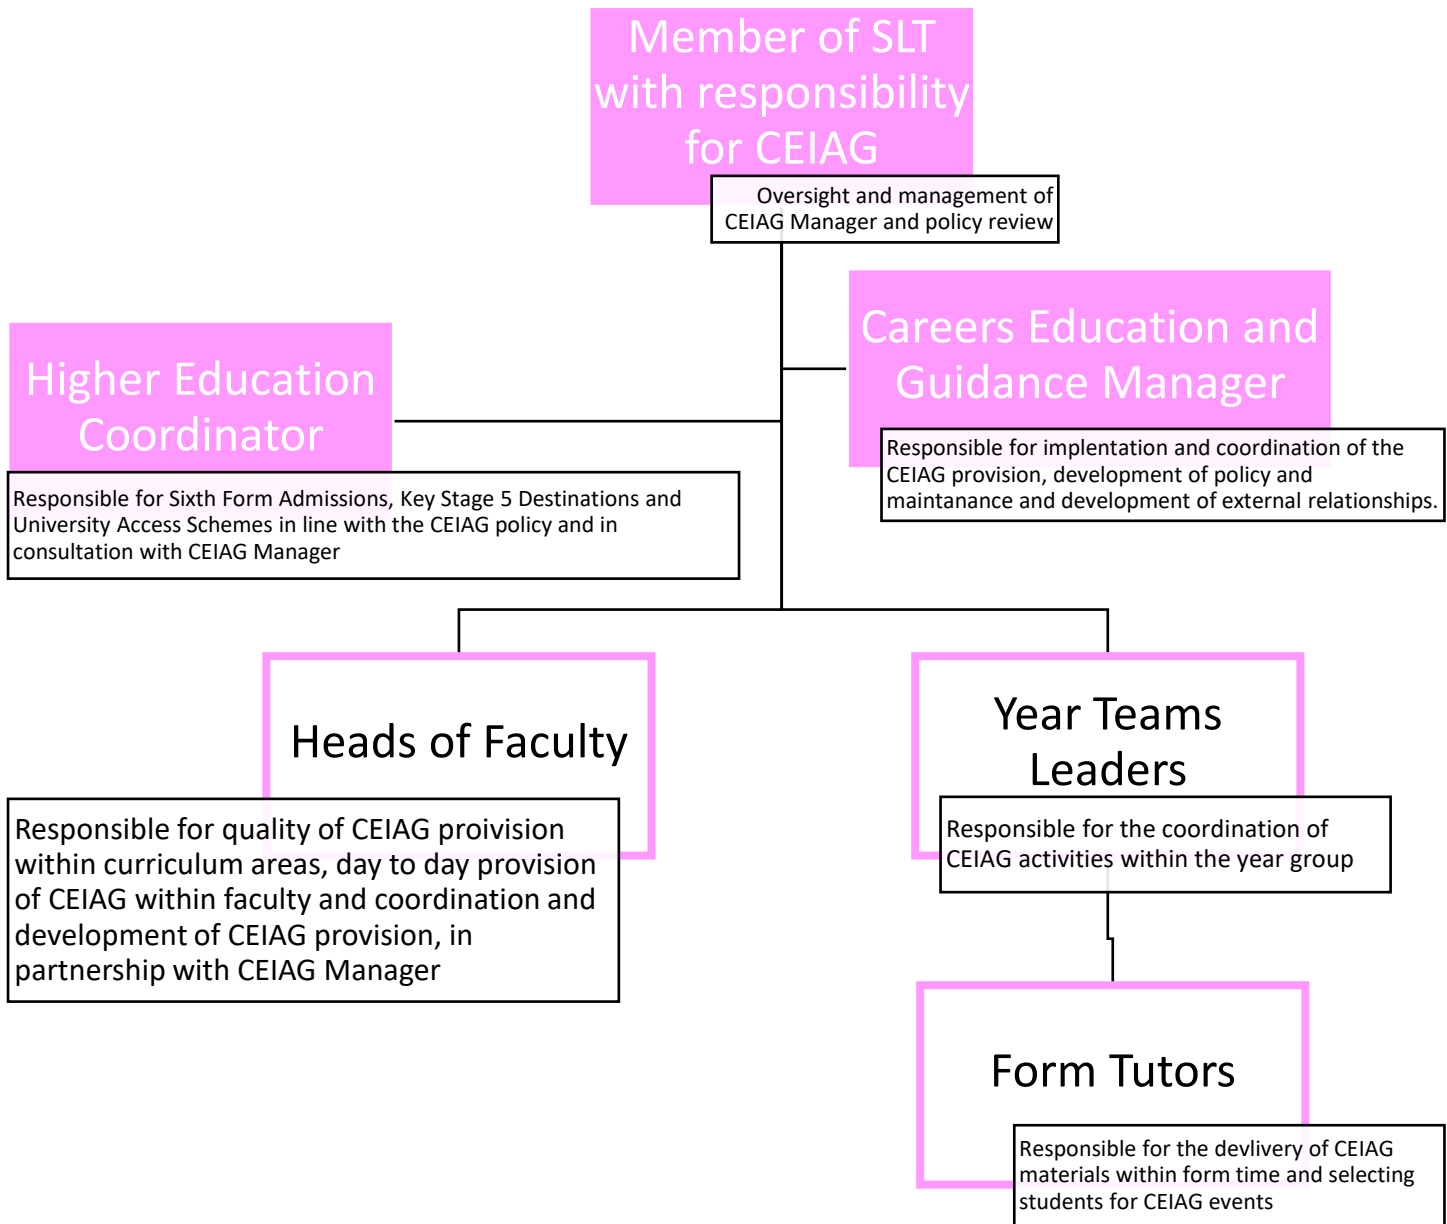 Member of SLT
with responsibility
for CEIAG
Oversight and management of
CEIAG Manager and policy review
Careers Education and
Guidance Manager
Responsible for implentation and coordination of the
CEIAG provision, development of policy and
maintanance and development of external relationships.
Higher Education
Coordinator
Responsible for Sixth Form Admissions, Key Stage 5 Destinations and
University Access Schemes in line with the CEIAG policy and in
consultation with CEIAG Manager
Heads of Faculty
Responsible for quality of CEIAG proivision
within curriculum areas, day to day provision
of CEIAG within faculty and coordination and
development of CEIAG provision, in
partnership with CEIAG Manager
Year Teams
Leaders
Responsible for the coordination of
CEIAG activities within the year group
Form Tutors
Responsible for the devlivery of CEIAG
materials within form time and selecting
students for CEIAG events